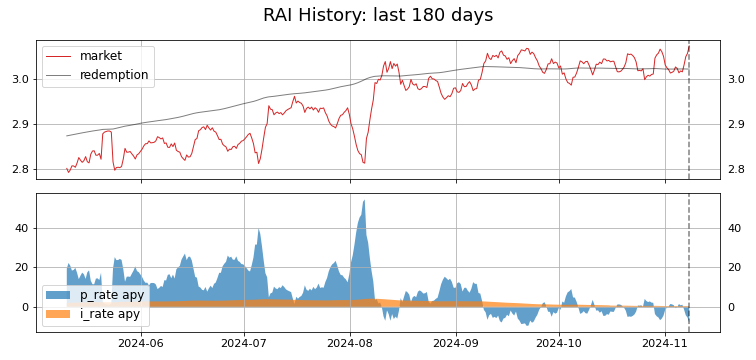 RAI History: last 180 days
market
redemption
3.0 3.0
2.9 2.9
2.8 2.8
40 40
20 20
0 0
p_rate apy
i_rate apy
2024-06 2024-07 2024-08 2024-09 2024-10 2024-11